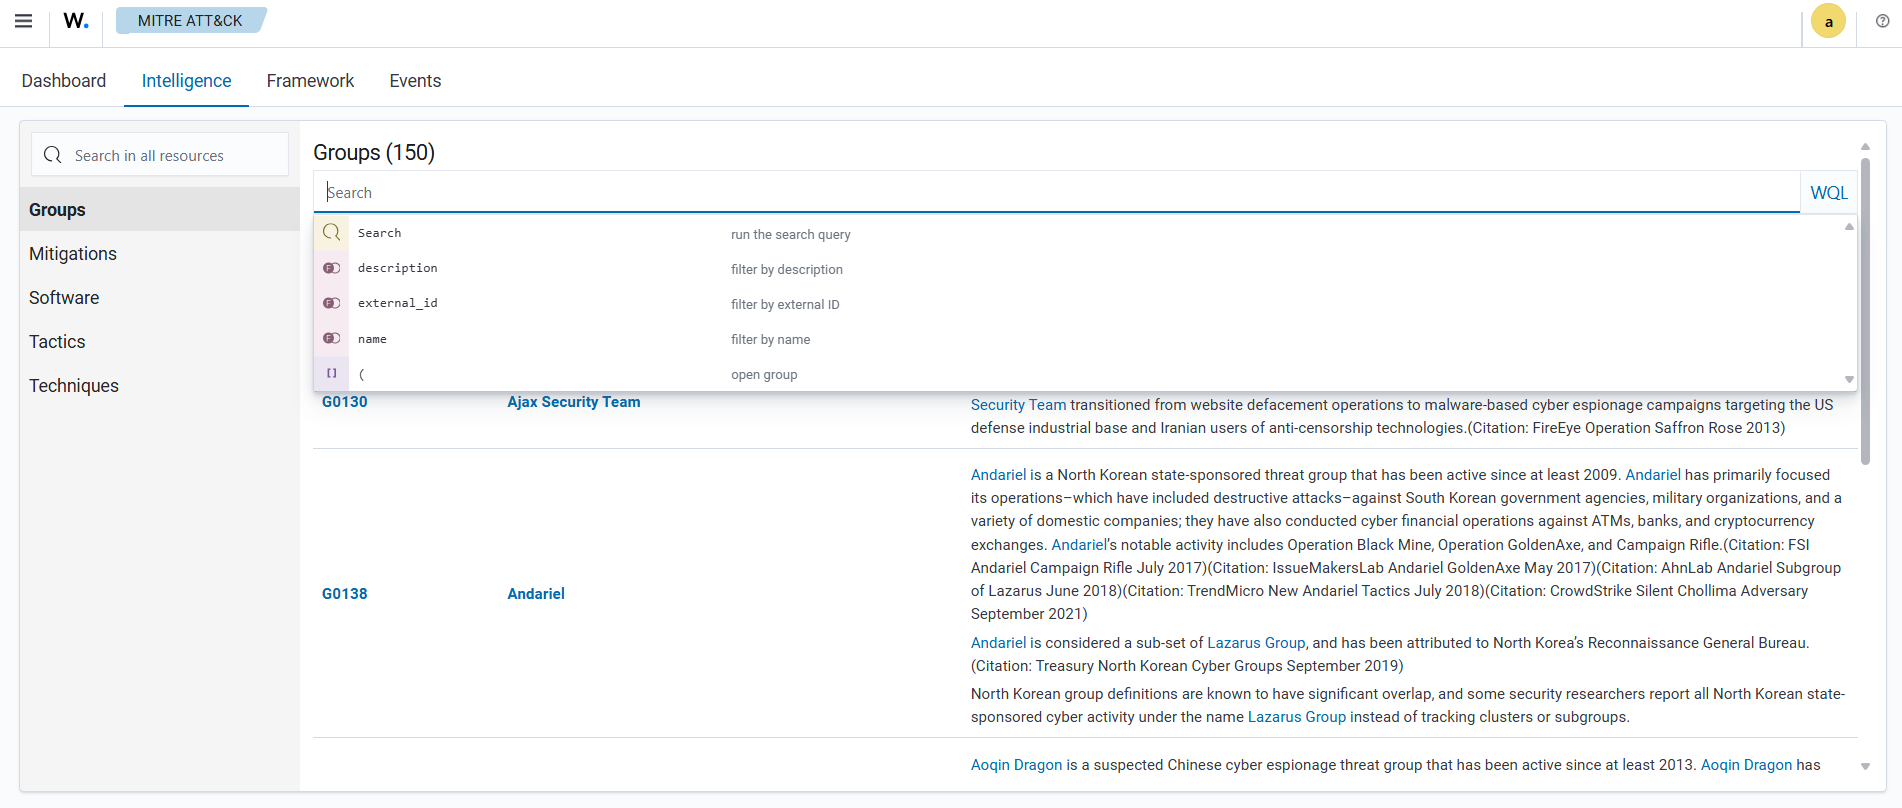 W. MITRE ATT&CK a
Dashboard Intelligence Framework Events
Search in all resources
Groups
Mitigations
Software
Tactics
Techniques
Groups (150)
Search WQL
Search run the search query
description filter by description
external_id filter by external ID
name filter by name
( open group
G0130 Ajax Security Team
Security Team transitioned from website defacement operations to malware-based cyber espionage campaigns targeting the US
defense industrial base and Iranian users of anti-censorship technologies.(Citation: FireEye Operation Saffron Rose 2013)
G0138 Andariel
Andariel is a North Korean state-sponsored threat group that has been active since at least 2009. Andariel has primarily focused
its operations–which have included destructive attacks–against South Korean government agencies, military organizations, and a
variety of domestic companies; they have also conducted cyber financial operations against ATMs, banks, and cryptocurrency
exchanges. Andariel’s notable activity includes Operation Black Mine, Operation GoldenAxe, and Campaign Rifle.(Citation: FSI
Andariel Campaign Rifle July 2017)(Citation: IssueMakersLab Andariel GoldenAxe May 2017)(Citation: AhnLab Andariel Subgroup
of Lazarus June 2018)(Citation: TrendMicro New Andariel Tactics July 2018)(Citation: CrowdStrike Silent Chollima Adversary
September 2021)
Andariel is considered a sub-set of Lazarus Group, and has been attributed to North Korea’s Reconnaissance General Bureau.
(Citation: Treasury North Korean Cyber Groups September 2019)
North Korean group definitions are known to have significant overlap, and some security researchers report all North Korean state-
sponsored cyber activity under the name Lazarus Group instead of tracking clusters or subgroups.
Aoqin Dragon is a suspected Chinese cyber espionage threat group that has been active since at least 2013. Aoqin Dragon has